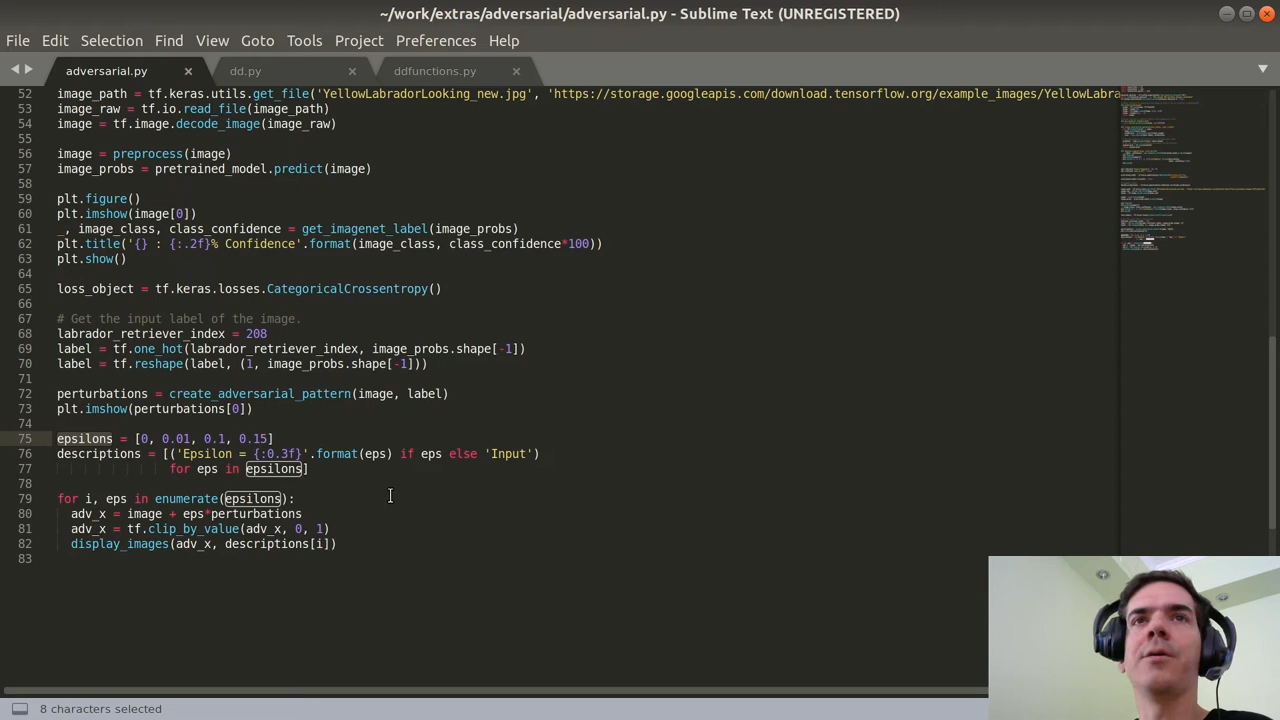 ~/work/extras/adversarial/adversarial.py - Sublime Text (UNREGISTERED)
File Edit Selection Find View Goto Tools Project Preferences Help
adversarial.py dd.py ddfunctions.py
52 image_path = tf.keras.utils.get_file('YellowLabradorLooking_new.jpg', 'https://storage.googleapis.com/download.tensorflow.org/example_images/YellowLabra
53 image_raw = tf.io.read_file(image_path)
54 image = tf.image.decode_image(image_raw)
55
56 image = preprocess(image)
57 image_probs = pretrained_model.predict(image)
58
59 plt.figure()
60 plt.imshow(image[0])
61 _, image_class, class_confidence = get_imagenet_label(image_probs)
62 plt.title('{} : {:.2f}% Confidence'.format(image_class, class_confidence*100))
63 plt.show()
64
65 loss_object = tf.keras.losses.CategoricalCrossentropy()
66
67 # Get the input label of the image.
68 labrador_retriever_index = 208
69 label = tf.one_hot(labrador_retriever_index, image_probs.shape[-1])
70 label = tf.reshape(label, (1, image_probs.shape[-1]))
71
72 perturbations = create_adversarial_pattern(image, label)
73 plt.imshow(perturbations[0])
74
75 epsilons = [0, 0.01, 0.1, 0.15]
76 descriptions = [('Epsilon = {:0.3f}'.format(eps) if eps else 'Input')
77 for eps in epsilons]
78
79 for i, eps in enumerate(epsilons):
80 adv_x = image + eps*perturbations
81 adv_x = tf.clip_by_value(adv_x, 0, 1)
82 display_images(adv_x, descriptions[i])
83
8 characters selected